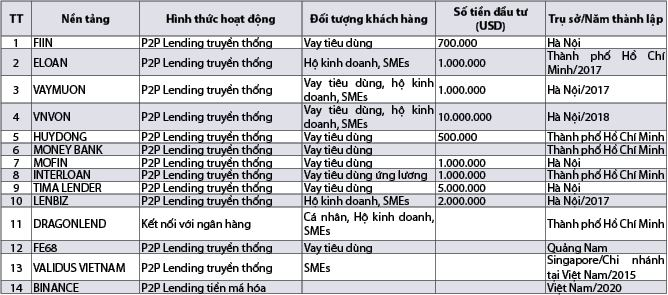 TT Nền tảng Hình thức hoạt động Đối tượng khách hàng Số tiền đầu tư (USD) Trụ sở/Năm thành lập
1 FIIN P2P Lending truyền thống Vay tiêu dùng 700.000 Hà Nội
2 ELOAN P2P Lending truyền thống Hộ kinh doanh, SMEs 1.000.000 Thành phố Hồ Chí Minh/2017
3 VAYMUON P2P Lending truyền thống Vay tiêu dùng, hộ kinh doanh, SMEs 1.000.000 Hà Nội/2017
4 VNVON P2P Lending truyền thống Vay tiêu dùng, hộ kinh doanh, SMEs 10.000.000 Hà Nội/2018
5 HUYDONG P2P Lending truyền thống Vay tiêu dùng 500.000 Thành phố Hồ Chí Minh
6 MONEY BANK P2P Lending truyền thống Vay tiêu dùng Thành phố Hồ Chí Minh
7 MOFIN P2P Lending truyền thống Vay tiêu dùng 1.000.000 Hà Nội
8 INTERLOAN P2P Lending truyền thống Vay tiêu dùng ứng lương 1.000.000 Thành phố Hồ Chí Minh
9 TIMA LENDER P2P Lending truyền thống Vay tiêu dùng 5.000.000 Hà Nội
10 LENBIZ P2P Lending truyền thống Hộ kinh doanh, SMEs 2.000.000 Hà Nội/2017
11 DRAGONLEND Kết nối với ngân hàng Cá nhân, Hộ kinh doanh, SMEs Thành phố Hồ Chí Minh
12 FE68 P2P Lending truyền thống Vay tiêu dùng Quảng Nam
13 VALIDUS VIETNAM P2P Lending truyền thống SMEs Singapore/Chi nhánh tại Việt Nam/2015
14 BINANCE P2P Lending tiền má hóa Việt Nam/2020